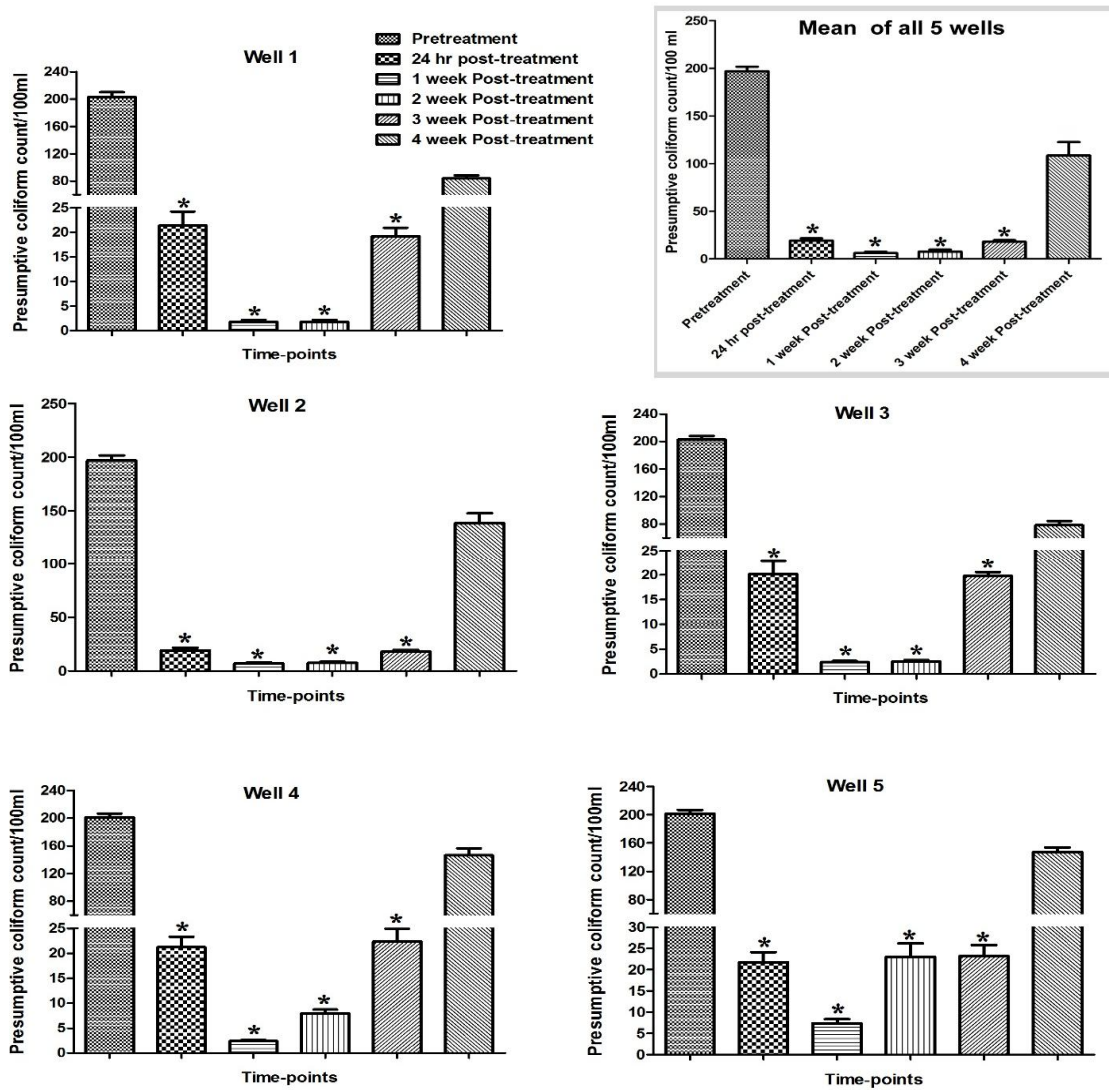 Well 1
Presumptive coliform count/100ml
240
200
160
120
80
25
20
15
10
5
0
* * * *
Time-points
Pretreatment
24 hr post-treatment
1 week Post-treatment
2 week Post-treatment
3 week Post-treatment
4 week Post-treatment
Mean of all 5 wells
Presumptive coliform count/100 ml
200
150
100
50
0
* * * *
Pretreatment
24 hr post-treatment
1 week Post-treatment
2 week Post-treatment
3 week Post-treatment
4 week Post-treatment
Well 2
Presumptive coliform count/100ml
250
200
150
100
50
0
* * * *
Time-points
Well 3
Presumptive coliform count/100ml
240
200
160
120
80
25
20
15
10
5
0
* * * *
Time-points
Well 4
Presumptive coliform count/100ml
240
200
160
120
80
25
20
15
10
5
0
* * * *
Time-points
Well 5
Presumptive coliform count/100ml
240
200
160
120
80
30
25
20
15
10
5
0
* * * *
Time-points